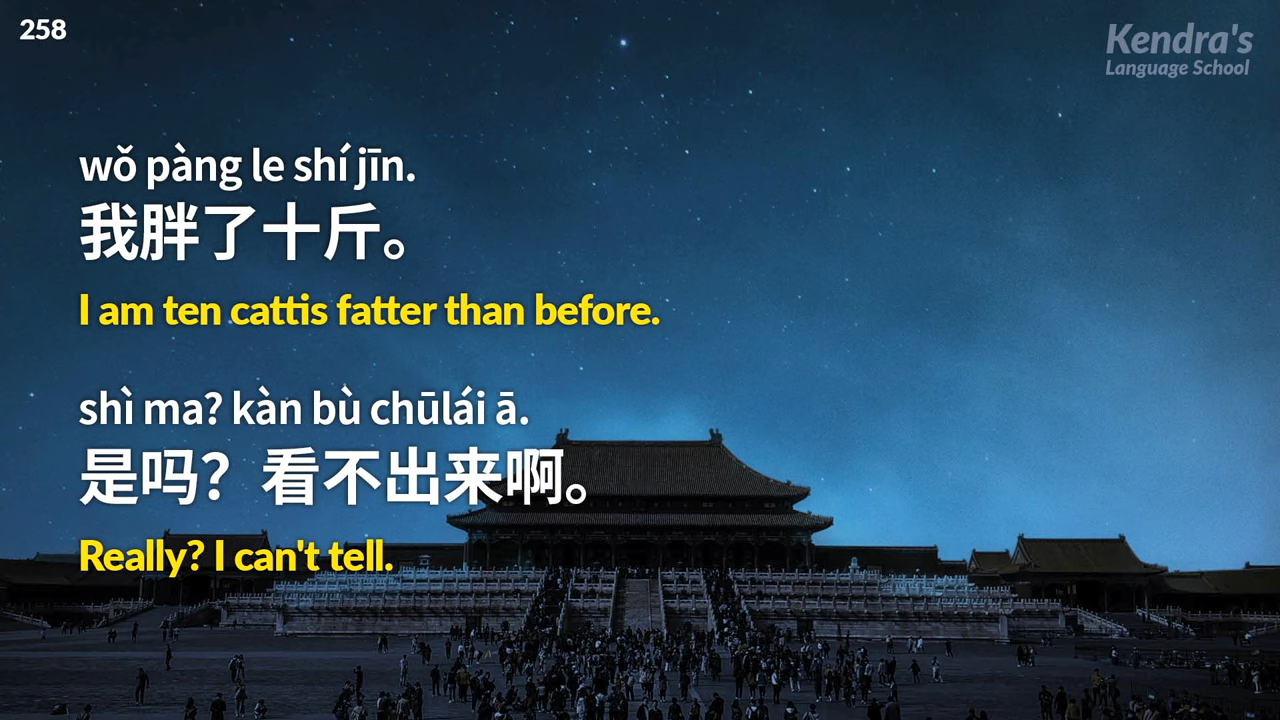 258
Kendra's
Language School
wǒ pàng le shí jīn.
我胖了十斤。
I am ten cattis fatter than before.
shì ma? kàn bù chūlái ā.
是吗？看不出来啊。
Really? I can't tell.